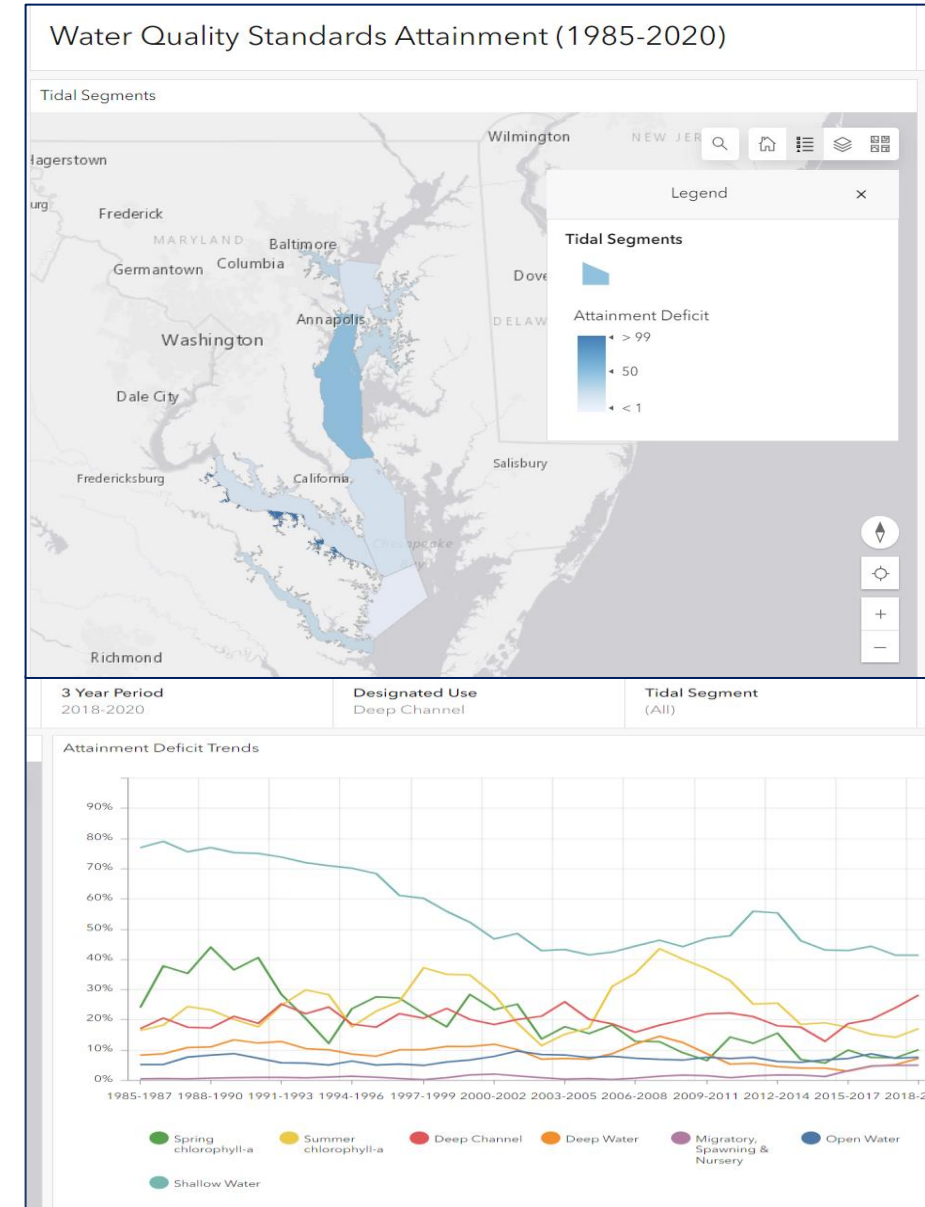 Water Quality Standards Attainment (1985-2020)
Tidal Segments
Wilmington
NEW JER
Hagerstown
urg
Frederick
MARYLAND
Baltimore
Germantown
Columbia
Dove
Annapolis
DELAW
Washington
Dale City
Fredericksburg
California
Salisbury
Chesapeake
Bay
Richmond
Legend
Tidal Segments
Attainment Deficit
> 99
50
< 1
3 Year Period
2018-2020
Designated Use
Deep Channel
Tidal Segment
(All)
Attainment Deficit Trends
90%
80%
70%
60%
50%
40%
30%
20%
10%
0%
1985-1987 1988-1990 1991-1993 1994-1996 1997-1999 2000-2002 2003-2005 2006-2008 2009-2011 2012-2014 2015-2017 2018-2
Spring
chlorophyll-a
Summer
chlorophyll-a
Deep Channel
Deep Water
Migratory,
Spawning &
Nursery
Open Water
Shallow Water